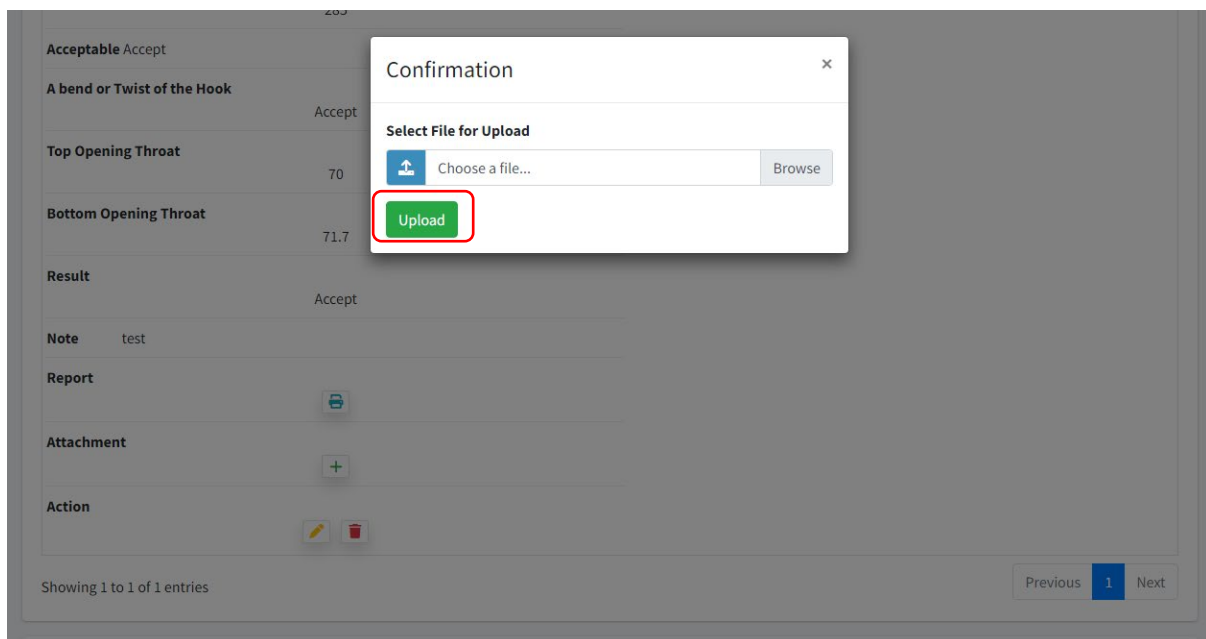 Acceptable Accept
A bend or Twist of the Hook
Accept
Top Opening Throat
70
Bottom Opening Throat
71.7
Result
Accept
Note test
Report
Attachment
Action
Showing 1 to 1 of 1 entries
Previous 1 Next
Confirmation ×
Select File for Upload
Choose a file... Browse
Upload